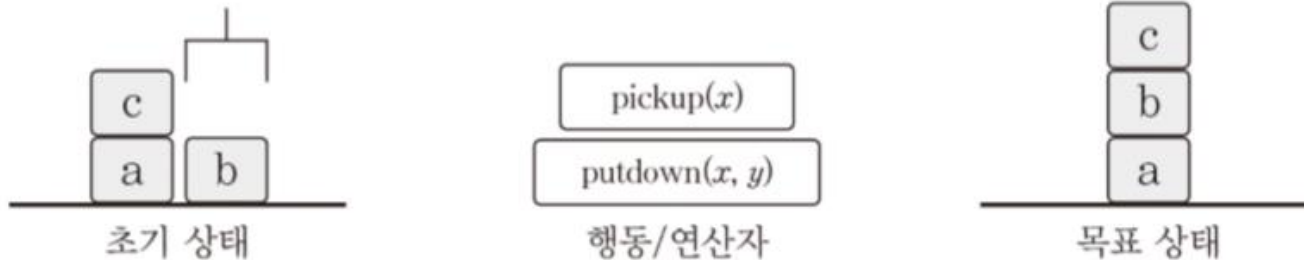 c
a
b
초기 상태
pickup(x)
putdown(x, y)
행동/연산자
c
b
a
목표 상태